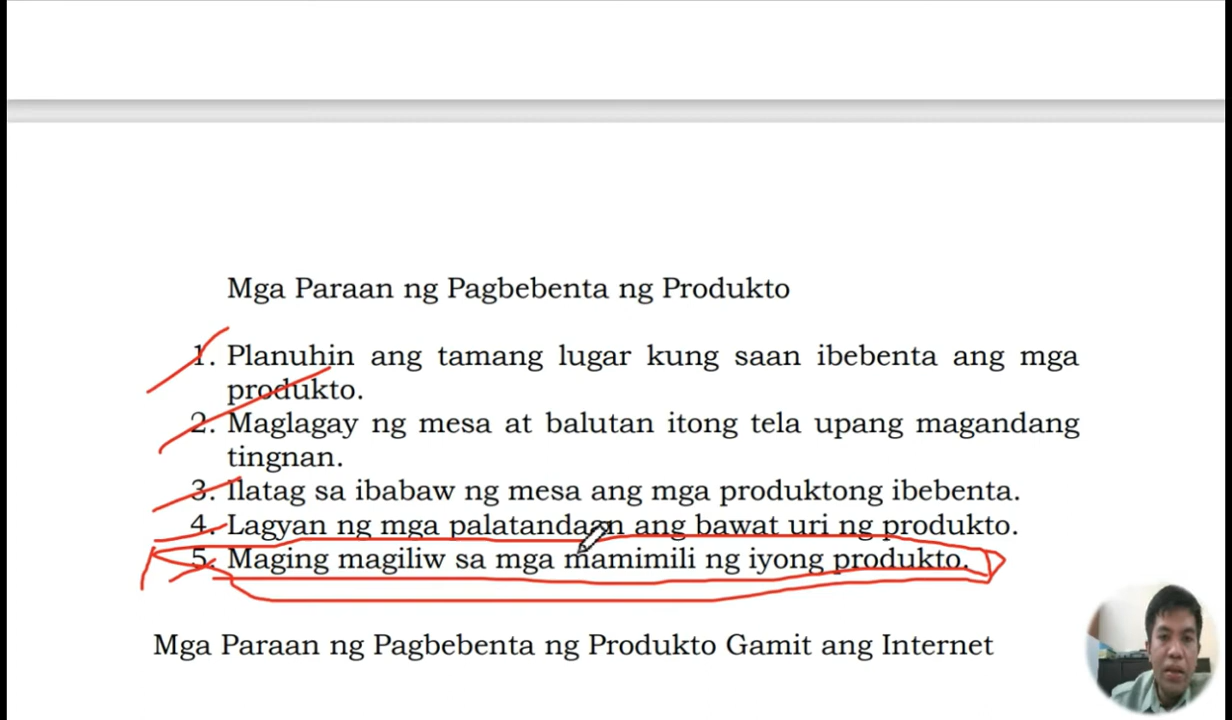 Mga Paraan ng Pagbebenta ng Produkto
1. Planuhin ang tamang lugar kung saan ibebenta ang mga
produkto.
2. Maglagay ng mesa at balutan itong tela upang magandang
tingnan.
3. Ilatag sa ibabaw ng mesa ang mga produktong ibebenta.
4. Lagyan ng mga palatandaan ang bawat uri ng produkto.
5. Maging magiliw sa mga mamimili ng iyong produkto.
Mga Paraan ng Pagbebenta ng Produkto Gamit ang Internet